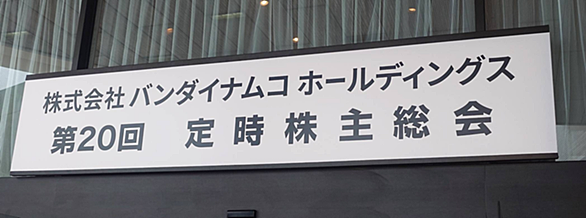 株式会社 バンダイナムコ ホールディングス
第20回 定時株主総会